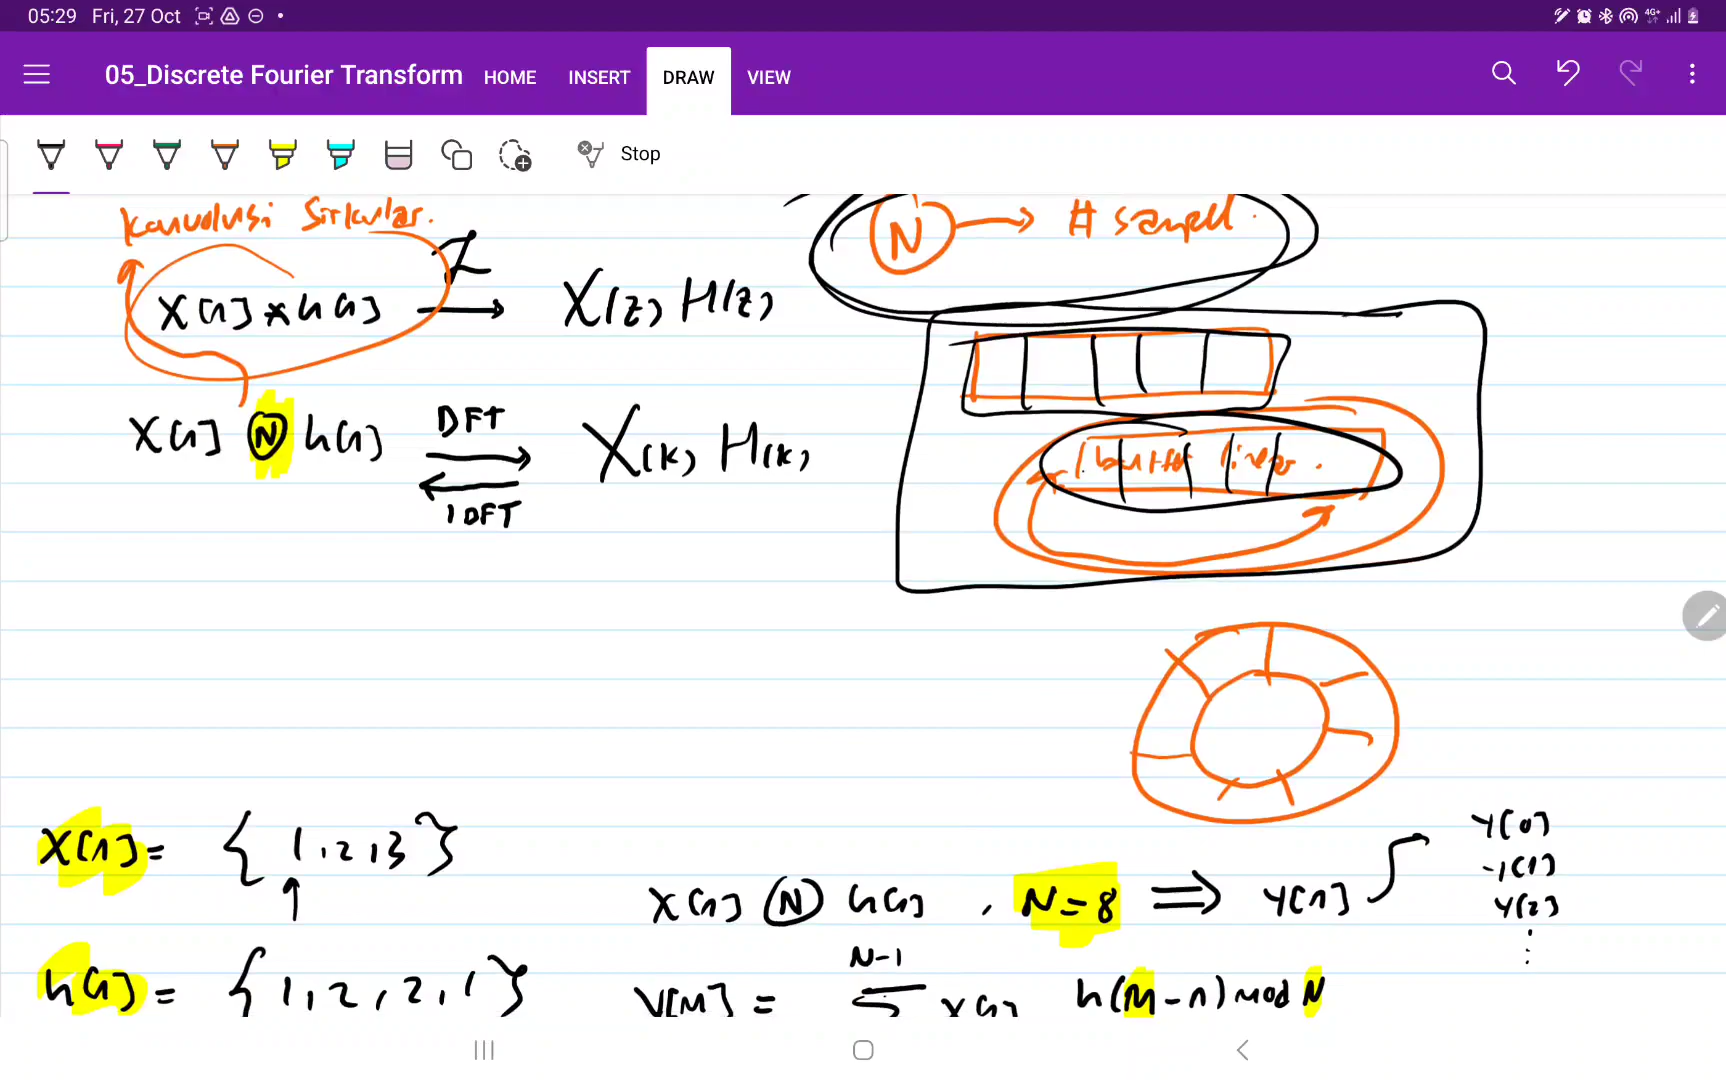 05:29 Fri, 27 Oct
05_Discrete Fourier Transform HOME INSERT DRAW VIEW
Stop
Konvolusi Sirkular.
N → # sampel.
x[n] * h[n] Z → X(z) H(z)
x[n] N h[n] DFT IDFT X(k) H(k)
buffer linear.
x[n] = { 1, 2, 3 }
↑
x[n] N h[n], N=8 ⇒ y[n]
y[0]
y[1]
y[2]
⋮
h[n] = { 1, 2, 2, 1 }
y[m] = N-1 Σ x[n] h(m-n) mod N